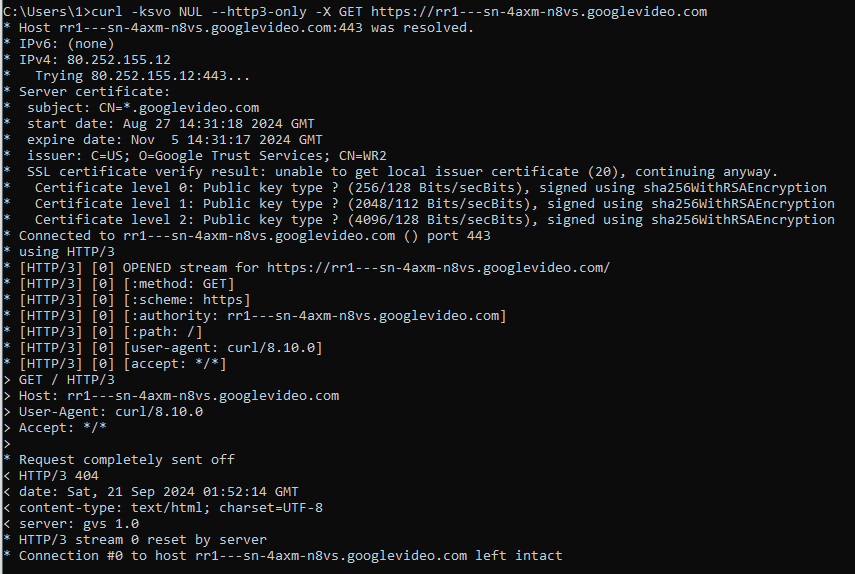 C:\Users\1>curl -ksvo NUL --http3-only -X GET https://rr1---sn-4axm-n8vs.googlevideo.com
* Host rr1---sn-4axm-n8vs.googlevideo.com:443 was resolved.
* IPv6: (none)
* IPv4: 80.252.155.12
*   Trying 80.252.155.12:443...
* Server certificate:
*  subject: CN=*.googlevideo.com
*  start date: Aug 27 14:31:18 2024 GMT
*  expire date: Nov  5 14:31:17 2024 GMT
*  issuer: C=US; O=Google Trust Services; CN=WR2
*  SSL certificate verify result: unable to get local issuer certificate (20), continuing anyway.
*   Certificate level 0: Public key type ? (256/128 Bits/secBits), signed using sha256WithRSAEncryption
*   Certificate level 1: Public key type ? (2048/112 Bits/secBits), signed using sha256WithRSAEncryption
*   Certificate level 2: Public key type ? (4096/128 Bits/secBits), signed using sha256WithRSAEncryption
* Connected to rr1---sn-4axm-n8vs.googlevideo.com () port 443
* using HTTP/3
* [HTTP/3] [0] OPENED stream for https://rr1---sn-4axm-n8vs.googlevideo.com/
* [HTTP/3] [0] [:method: GET]
* [HTTP/3] [0] [:scheme: https]
* [HTTP/3] [0] [:authority: rr1---sn-4axm-n8vs.googlevideo.com]
* [HTTP/3] [0] [:path: /]
* [HTTP/3] [0] [user-agent: curl/8.10.0]
* [HTTP/3] [0] [accept: */*]
> GET / HTTP/3
> Host: rr1---sn-4axm-n8vs.googlevideo.com
> User-Agent: curl/8.10.0
> Accept: */*
>
* Request completely sent off
< HTTP/3 404
< date: Sat, 21 Sep 2024 01:52:14 GMT
< content-type: text/html; charset=UTF-8
< server: gvs 1.0
* HTTP/3 stream 0 reset by server
* Connection #0 to host rr1---sn-4axm-n8vs.googlevideo.com left intact